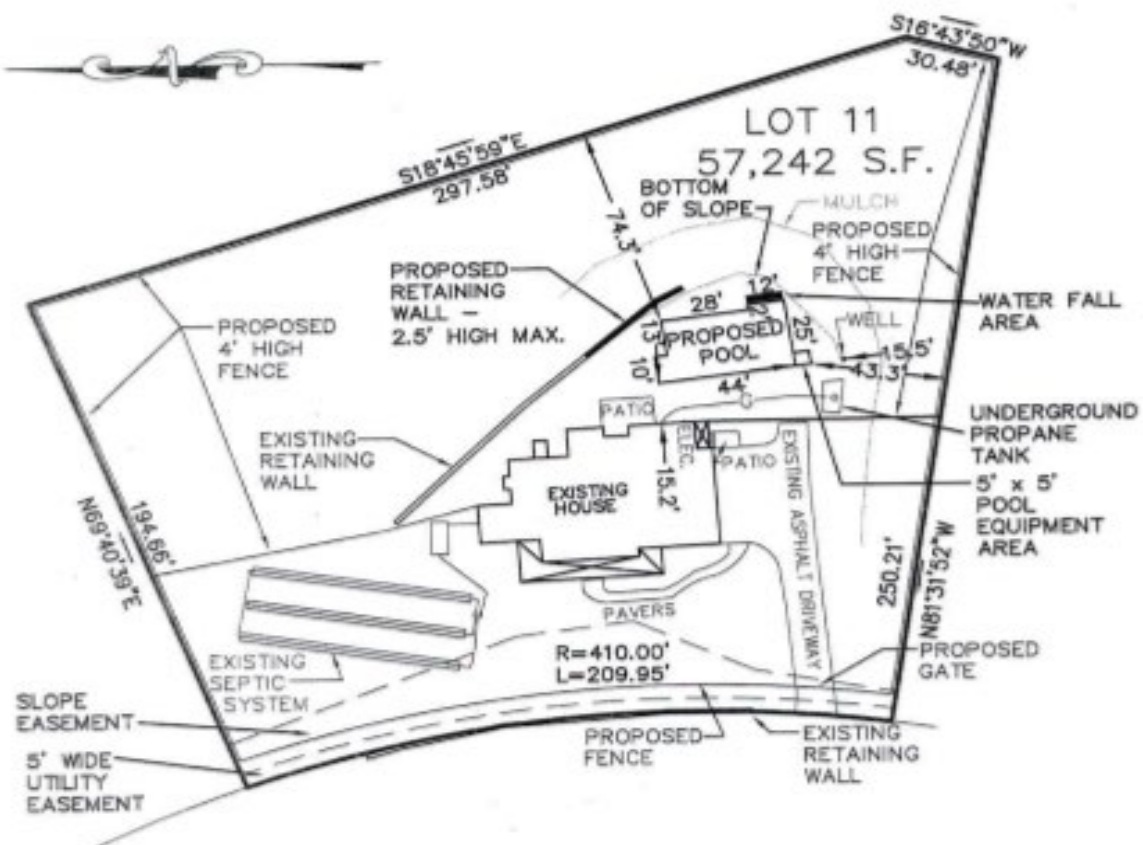 S16°43'50"W
30.48'
LOT 11
57,242 S.F.
S18°45'59"E
297.58'
BOTTOM
OF SLOPE
MULCH
74.3'
PROPOSED
4' HIGH
FENCE
PROPOSED
RETAINING
WALL –
2.5' HIGH MAX.
12'
28'
2'
WATER FALL
AREA
PROPOSED
4' HIGH
FENCE
13'
PROPOSED
POOL
25'
WELL
15.5'
43.3'
10'
44'
G
PATIO
UNDERGROUND
PROPANE
TANK
EXISTING
RETAINING
WALL
ELEC.
PATIO
15.2'
EXISTING
HOUSE
5' x 5'
POOL
EQUIPMENT
AREA
EXISTING ASPHALT DRIVEWAY
194.66'
N69°40'39"E
250.21'
N81°31'52"W
PAVERS
R=410.00'
L=209.95'
PROPOSED
GATE
EXISTING
SEPTIC
SYSTEM
SLOPE
EASEMENT
5' WIDE
UTILITY
EASEMENT
PROPOSED
FENCE
EXISTING
RETAINING
WALL